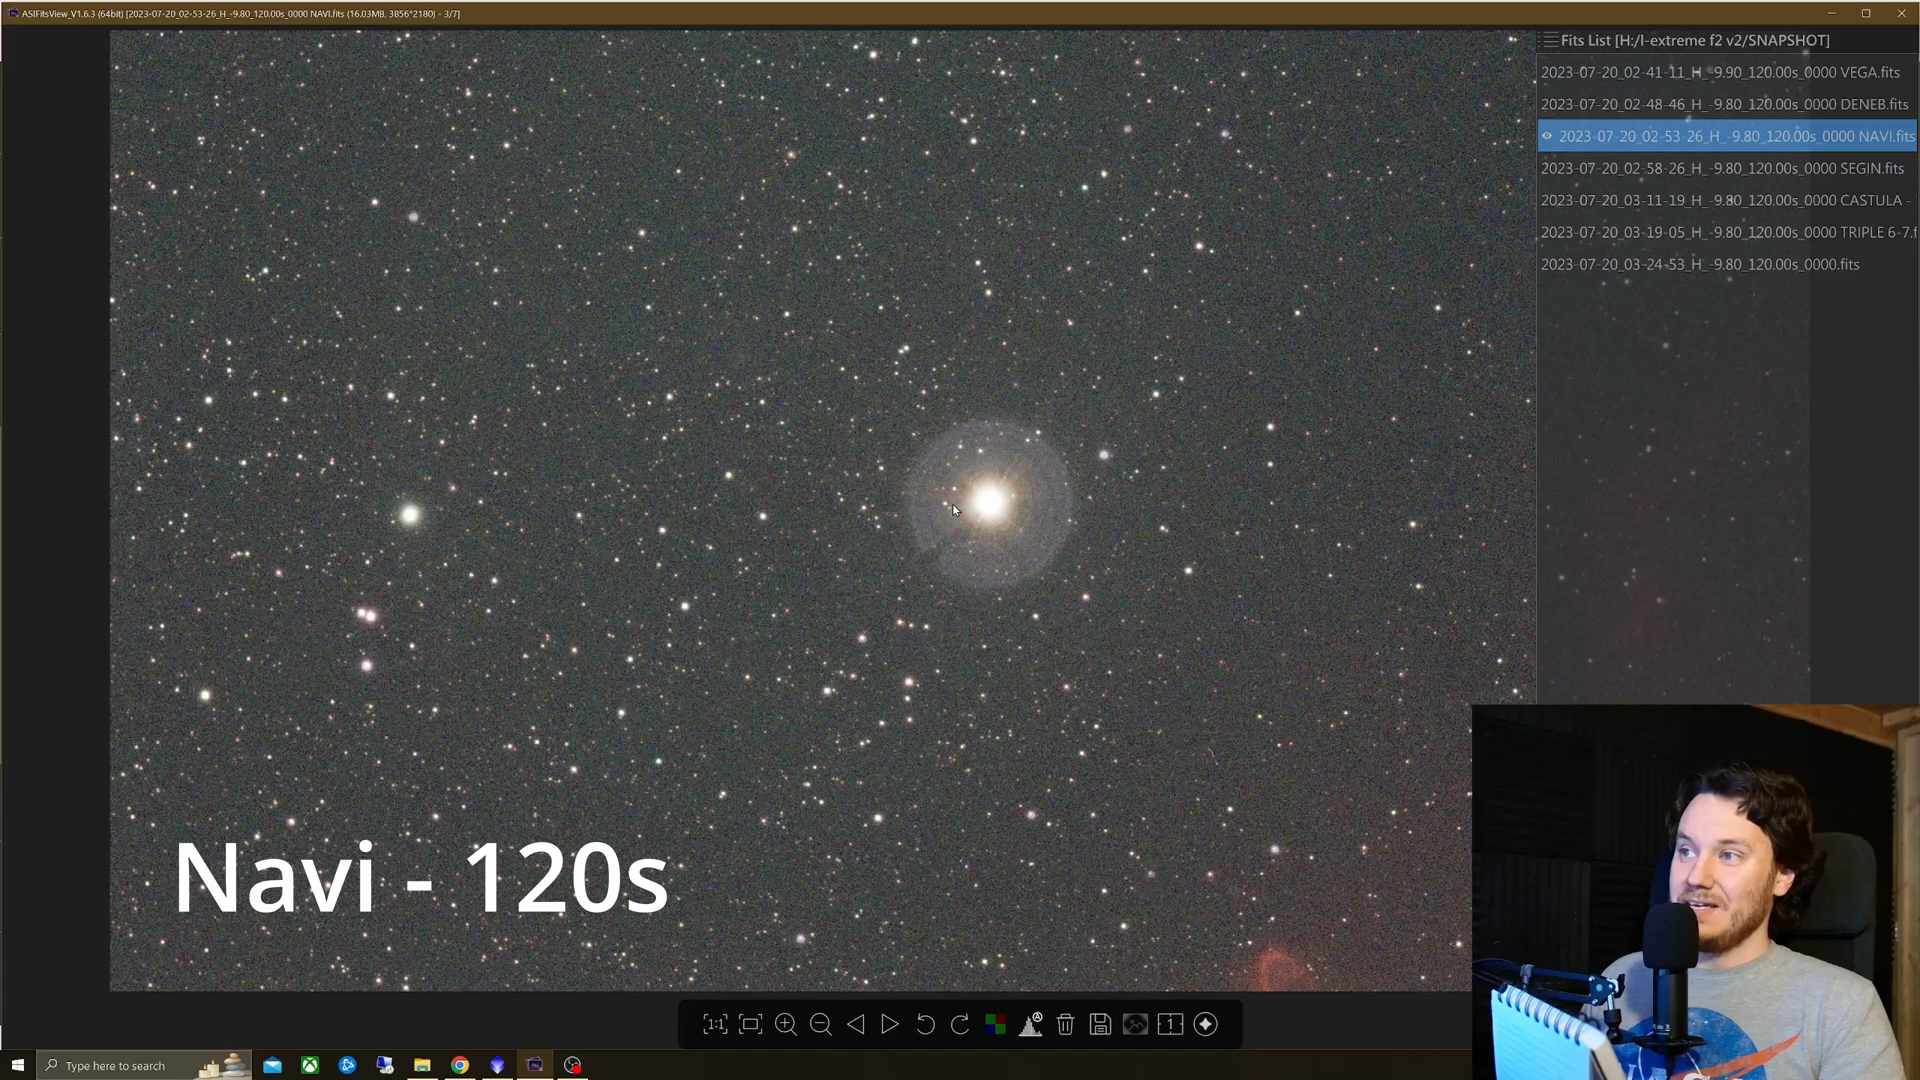 ASIFitsView_V1.6.3 (64bit) [2023-07-20_02-53-26_H_-9.80_120.00s_0000 NAVI.fits (16.03MB, 3856*2180) - 3/7]
Fits List [H:/l-extreme f2 v2/SNAPSHOT]
2023-07-20_02-41-11_H_-9.90_120.00s_0000 VEGA.fits
2023-07-20_02-48-46_H_-9.80_120.00s_0000 DENEB.fits
2023-07-20_02-53-26_H_-9.80_120.00s_0000 NAVI.fits
2023-07-20_02-58-26_H_-9.80_120.00s_0000 SEGIN.fits
2023-07-20_03-11-19_H_-9.80_120.00s_0000 CASTULA -
2023-07-20_03-19-05_H_-9.80_120.00s_0000 TRIPLE 6-7.f
2023-07-20_03-24-53_H_-9.80_120.00s_0000.fits
Navi - 120s
1:1
1
Type here to search